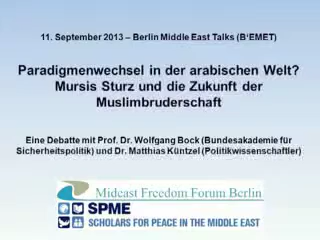 11. September 2013 – Berlin Middle East Talks (B‘EMET)
Paradigmenwechsel in der arabischen Welt?
Mursis Sturz und die Zukunft der
Muslimbruderschaft
Eine Debatte mit Prof. Dr. Wolfgang Bock (Bundesakademie für
Sicherheitspolitik) und Dr. Matthias Küntzel (Politikwissenschaftler)
Midcast Freedom Forum Berlin
SPME
SCHOLARS FOR PEACE IN THE MIDDLE EAST